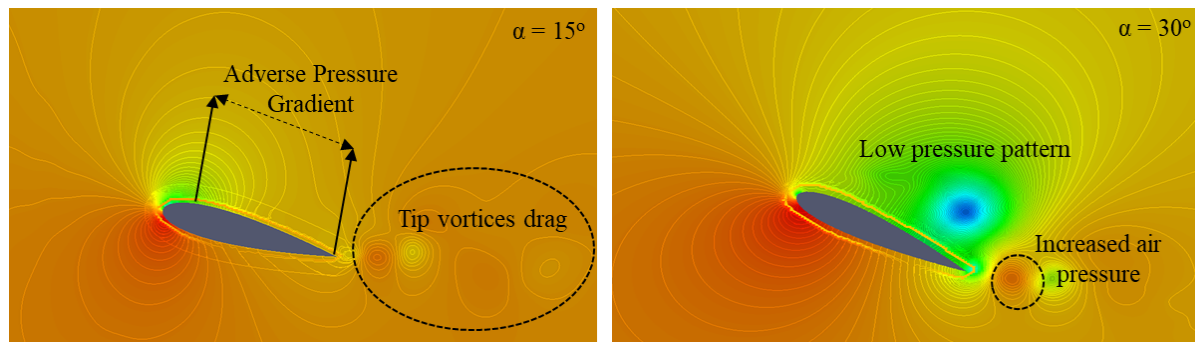 α = 15°
Adverse Pressure
Gradient
Tip vortices drag
α = 30°
Low pressure pattern
Increased air
pressure